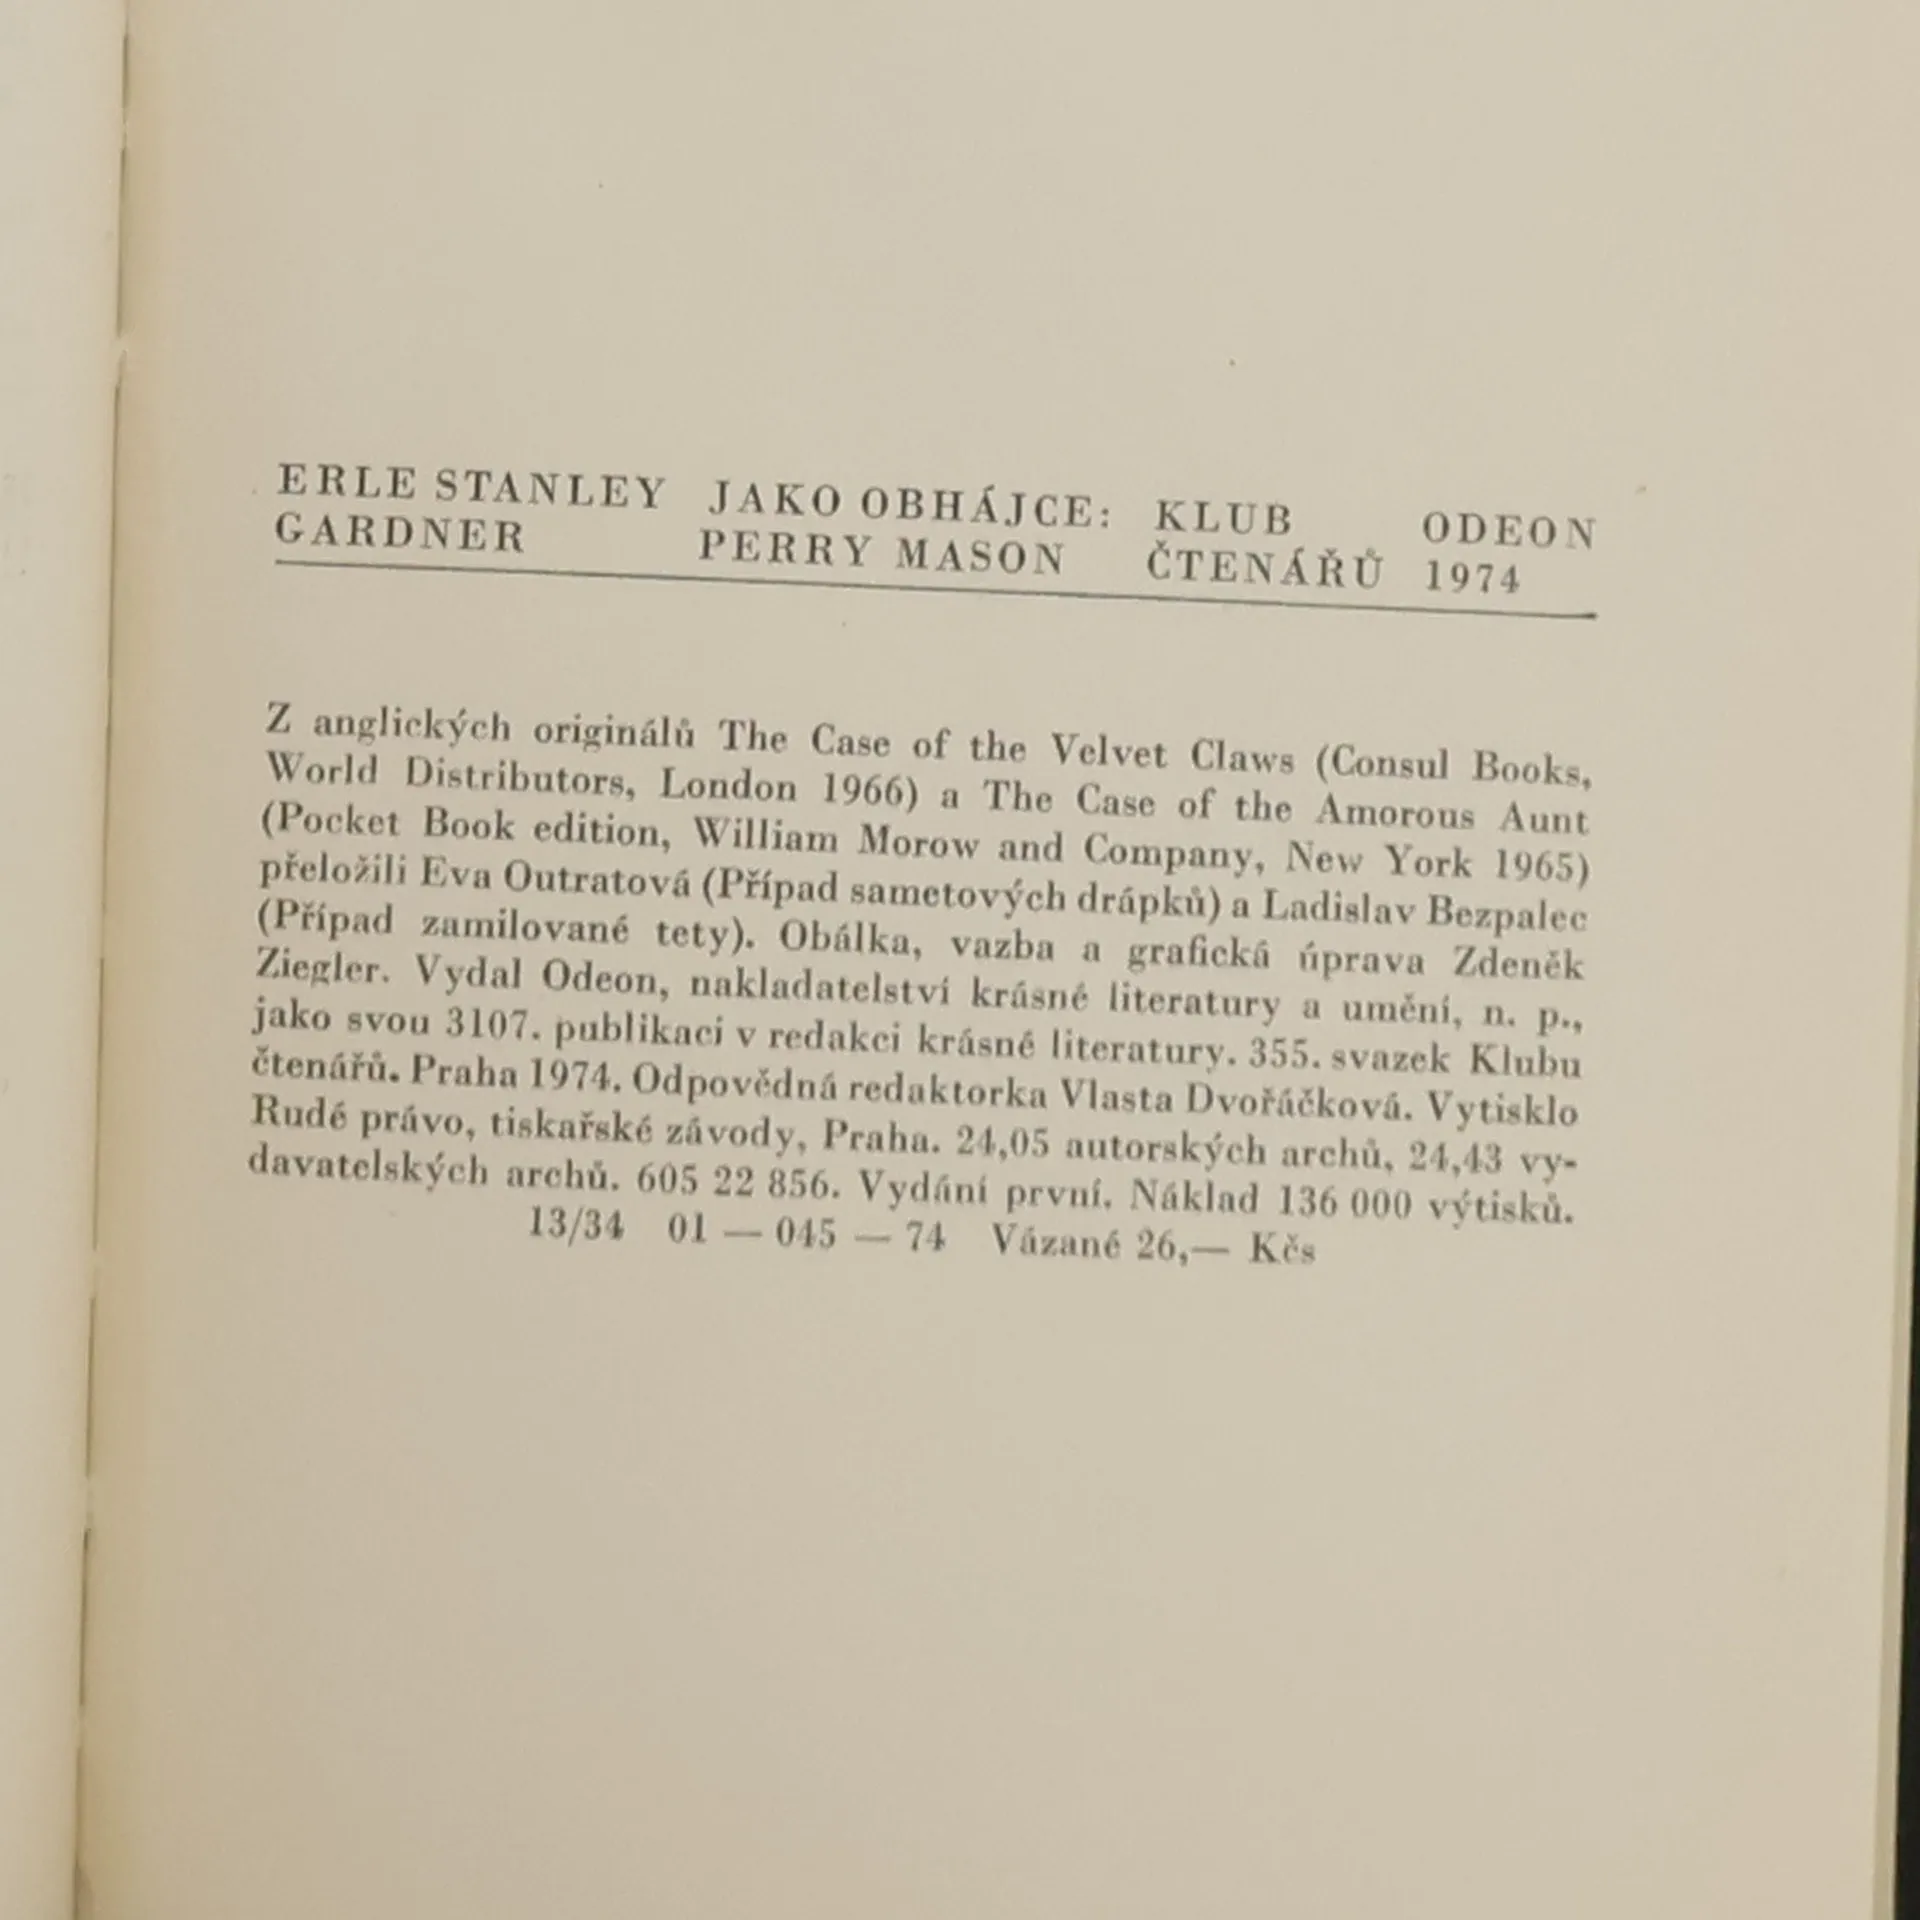 ERLE STANLEY JAKO OBHÁJCE: KLUB ODEON
GARDNER PERRY MASON ČTENÁŘŮ 1974
Z anglických originálů The Case of the Velvet Claws (Consul Books,
World Distributors, London 1966) a The Case of the Amorous Aunt
(Pocket Book edition, William Morow and Company, New York 1965)
přeložili Eva Outratová (Případ sametových drápků) a Ladislav Bezpalec
(Případ zamilované tety). Obálka, vazba a grafická úprava Zdeněk
Ziegler. Vydal Odeon, nakladatelství krásné literatury a umění, n. p.,
jako svou 3107. publikaci v redakci krásné literatury. 355. svazek Klubu
čtenářů. Praha 1974. Odpovědná redaktorka Vlasta Dvořáčková. Vytisklo
Rudé právo, tiskařské závody, Praha. 24,05 autorských archů, 24,43 vy-
davatelských archů. 605 22 856. Vydání první. Náklad 136 000 výtisků.
13/34 01 — 045 — 74 Vázané 26,— Kčs